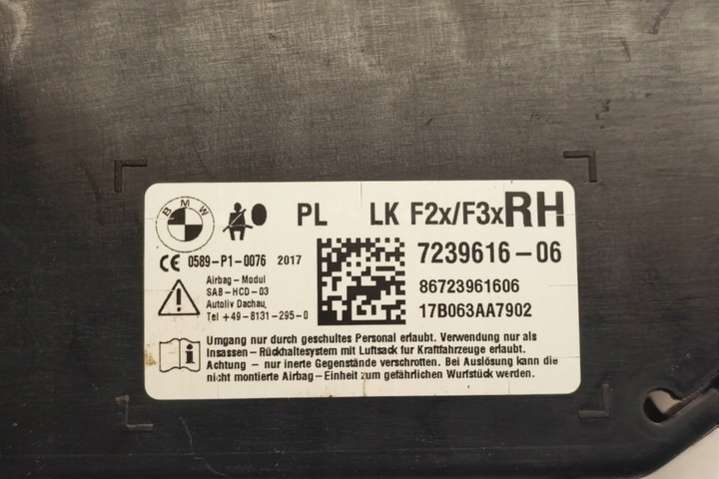 BMW
PL LK F2x/F3x RH
CE 0589-P1-0076 2017
7239616-06
86723961606
17B063AA7902
Airbag-Modul
SAB-HCD-03
Autoliv Dachau,
Tel +49-8131-295-0
Umgang nur durch geschultes Personal erlaubt. Verwendung nur als
Insassen-Rückhaltesystem mit Luftsack fur Kraftfahrzeuge erlaubt.
Achtung - nur inerte Gegenstände verschrotten. Bei Auslösung kann die
nicht montierte Airbag-Einheit zum gefährlichen Wurfstück werden.